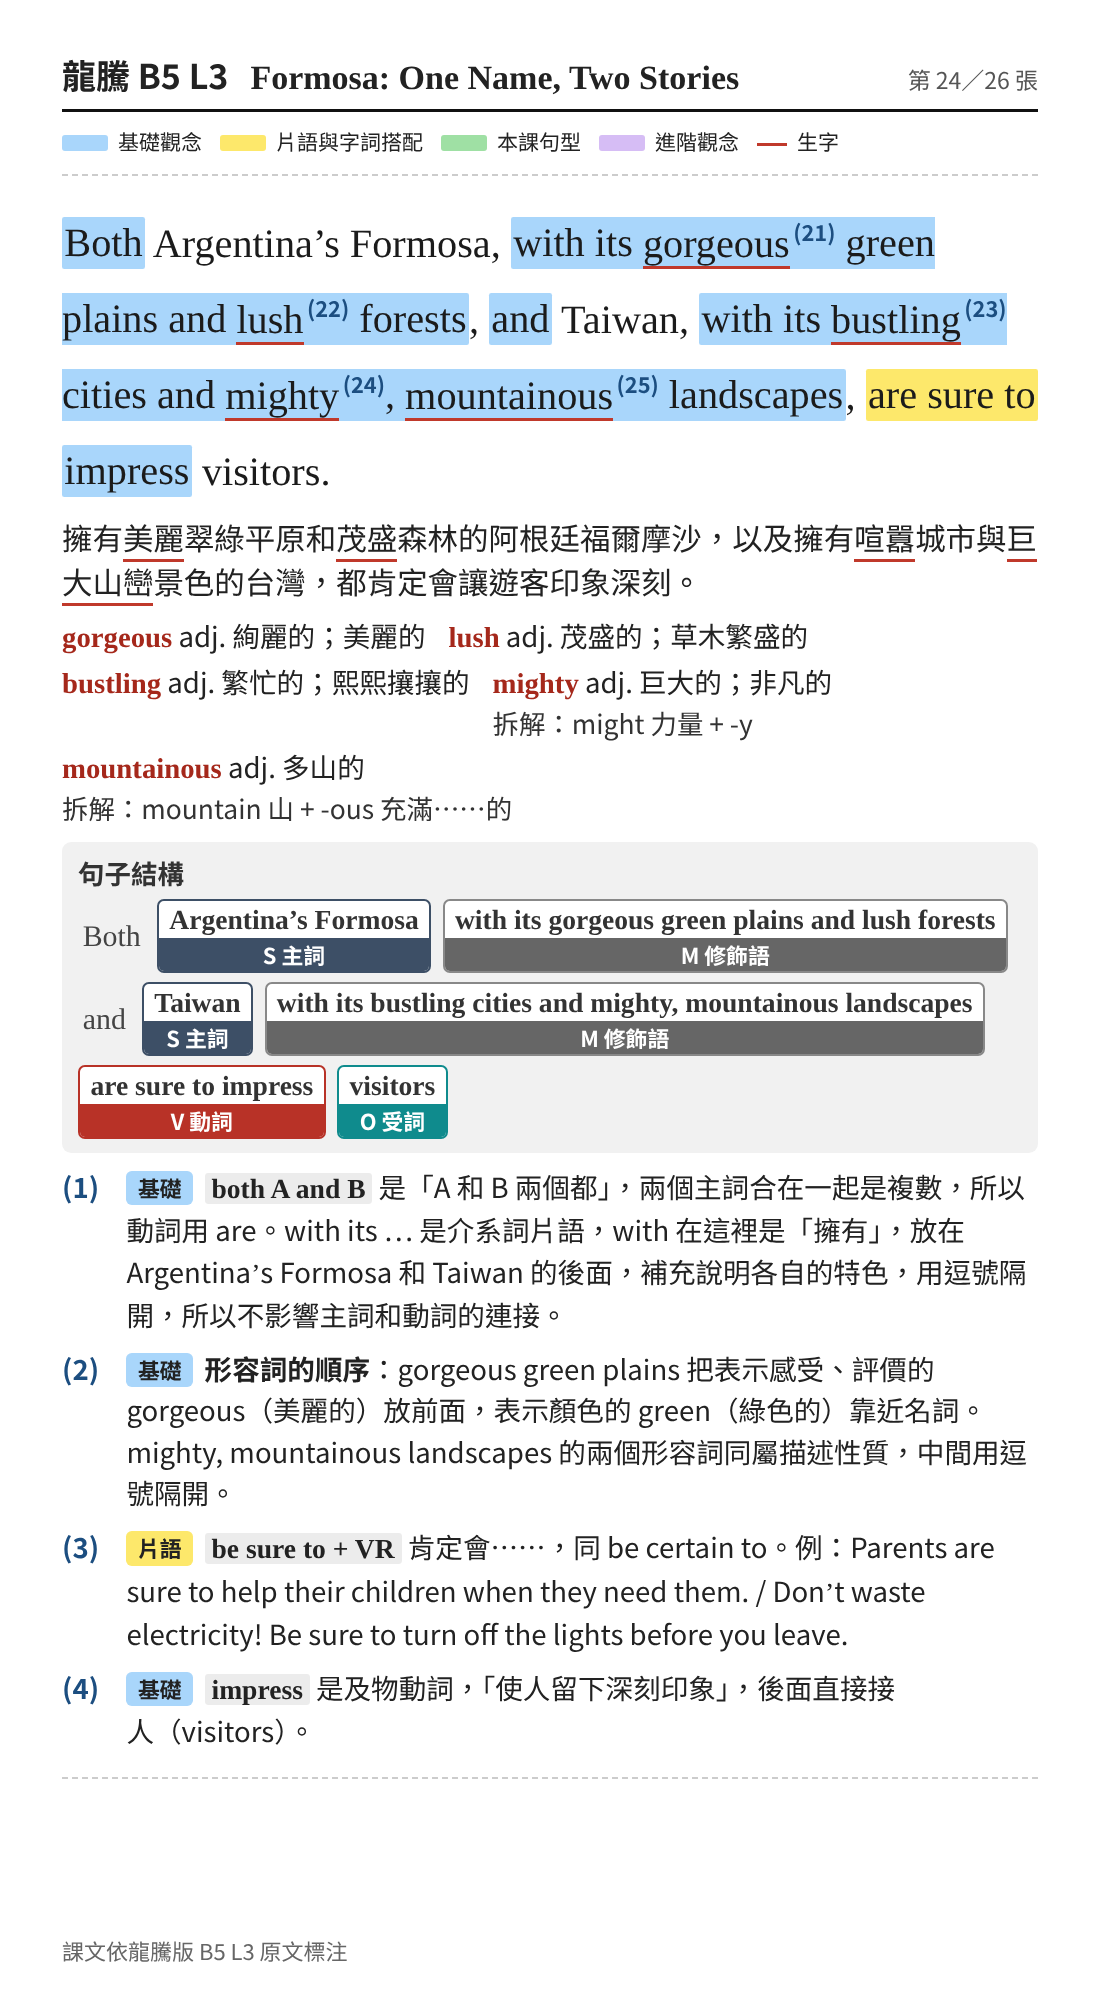 龍騰 B5 L3 Formosa: One Name, Two Stories 第 24／26 張
基礎觀念 片語與字詞搭配 本課句型 進階觀念 生字
Both Argentina’s Formosa, with its gorgeous(21) green
plains and lush(22) forests, and Taiwan, with its bustling(23)
cities and mighty(24), mountainous(25) landscapes, are sure to
impress visitors.
擁有美麗翠綠平原和茂盛森林的阿根廷福爾摩沙，以及擁有喧囂城市與巨
大山巒景色的台灣，都肯定會讓遊客印象深刻。
gorgeous adj. 絢麗的；美麗的 lush adj. 茂盛的；草木繁盛的
bustling adj. 繁忙的；熙熙攘攘的 mighty adj. 巨大的；非凡的
拆解：might 力量 + -y
mountainous adj. 多山的
拆解：mountain 山 + -ous 充滿……的
句子結構
Both Argentina’s Formosa with its gorgeous green plains and lush forests
S 主詞 M 修飾語
and Taiwan with its bustling cities and mighty, mountainous landscapes
S 主詞 M 修飾語
are sure to impress visitors
V 動詞 O 受詞
(1) 基礎 both A and B 是「A 和 B 兩個都」，兩個主詞合在一起是複數，所以
動詞用 are。with its … 是介系詞片語，with 在這裡是「擁有」，放在
Argentina’s Formosa 和 Taiwan 的後面，補充說明各自的特色，用逗號隔
開，所以不影響主詞和動詞的連接。
(2) 基礎 形容詞的順序：gorgeous green plains 把表示感受、評價的
gorgeous（美麗的）放前面，表示顏色的 green（綠色的）靠近名詞。
mighty, mountainous landscapes 的兩個形容詞同屬描述性質，中間用逗
號隔開。
(3) 片語 be sure to + VR 肯定會……，同 be certain to。例：Parents are
sure to help their children when they need them. / Don’t waste
electricity! Be sure to turn off the lights before you leave.
(4) 基礎 impress 是及物動詞，「使人留下深刻印象」，後面直接接
人（visitors）。
課文依龍騰版 B5 L3 原文標注